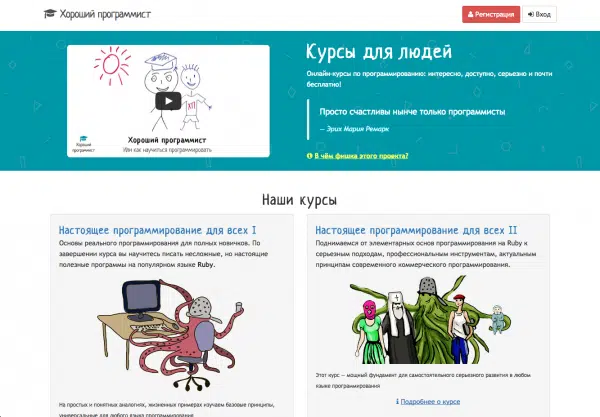 Хороший программист
Регистрация
Вход
ХП
Хороший
программист
Хороший программист
Или как научиться программировать
Курсы для людей
Онлайн-курсы по программированию: интересно, доступно, серьезно и почти
бесплатно!
Просто счастливы нынче только программисты
— Эрих Мария Ремарк
В чём фишка этого проекта?
Наши курсы
Настоящее программирование для всех I
Основы реального программирования для полных новичков. По
завершении курса вы научитесь писать несложные, но настоящие
полезные программы на популярном языке Ruby.
На простых и понятных аналогиях, жизненных примерах изучаем базовые принципы,
универсальные для любого языка программирования
Настоящее программирование для всех II
Поднимаемся от элементарных основ программирования на Ruby к
серьезным подходам, профессиональным инструментам, актуальным
принципам современного коммерческого программирования.
Этот курс — мощный фундамент для самостоятельного серьезного развития в любом
языке программирования
Подробнее о курсе